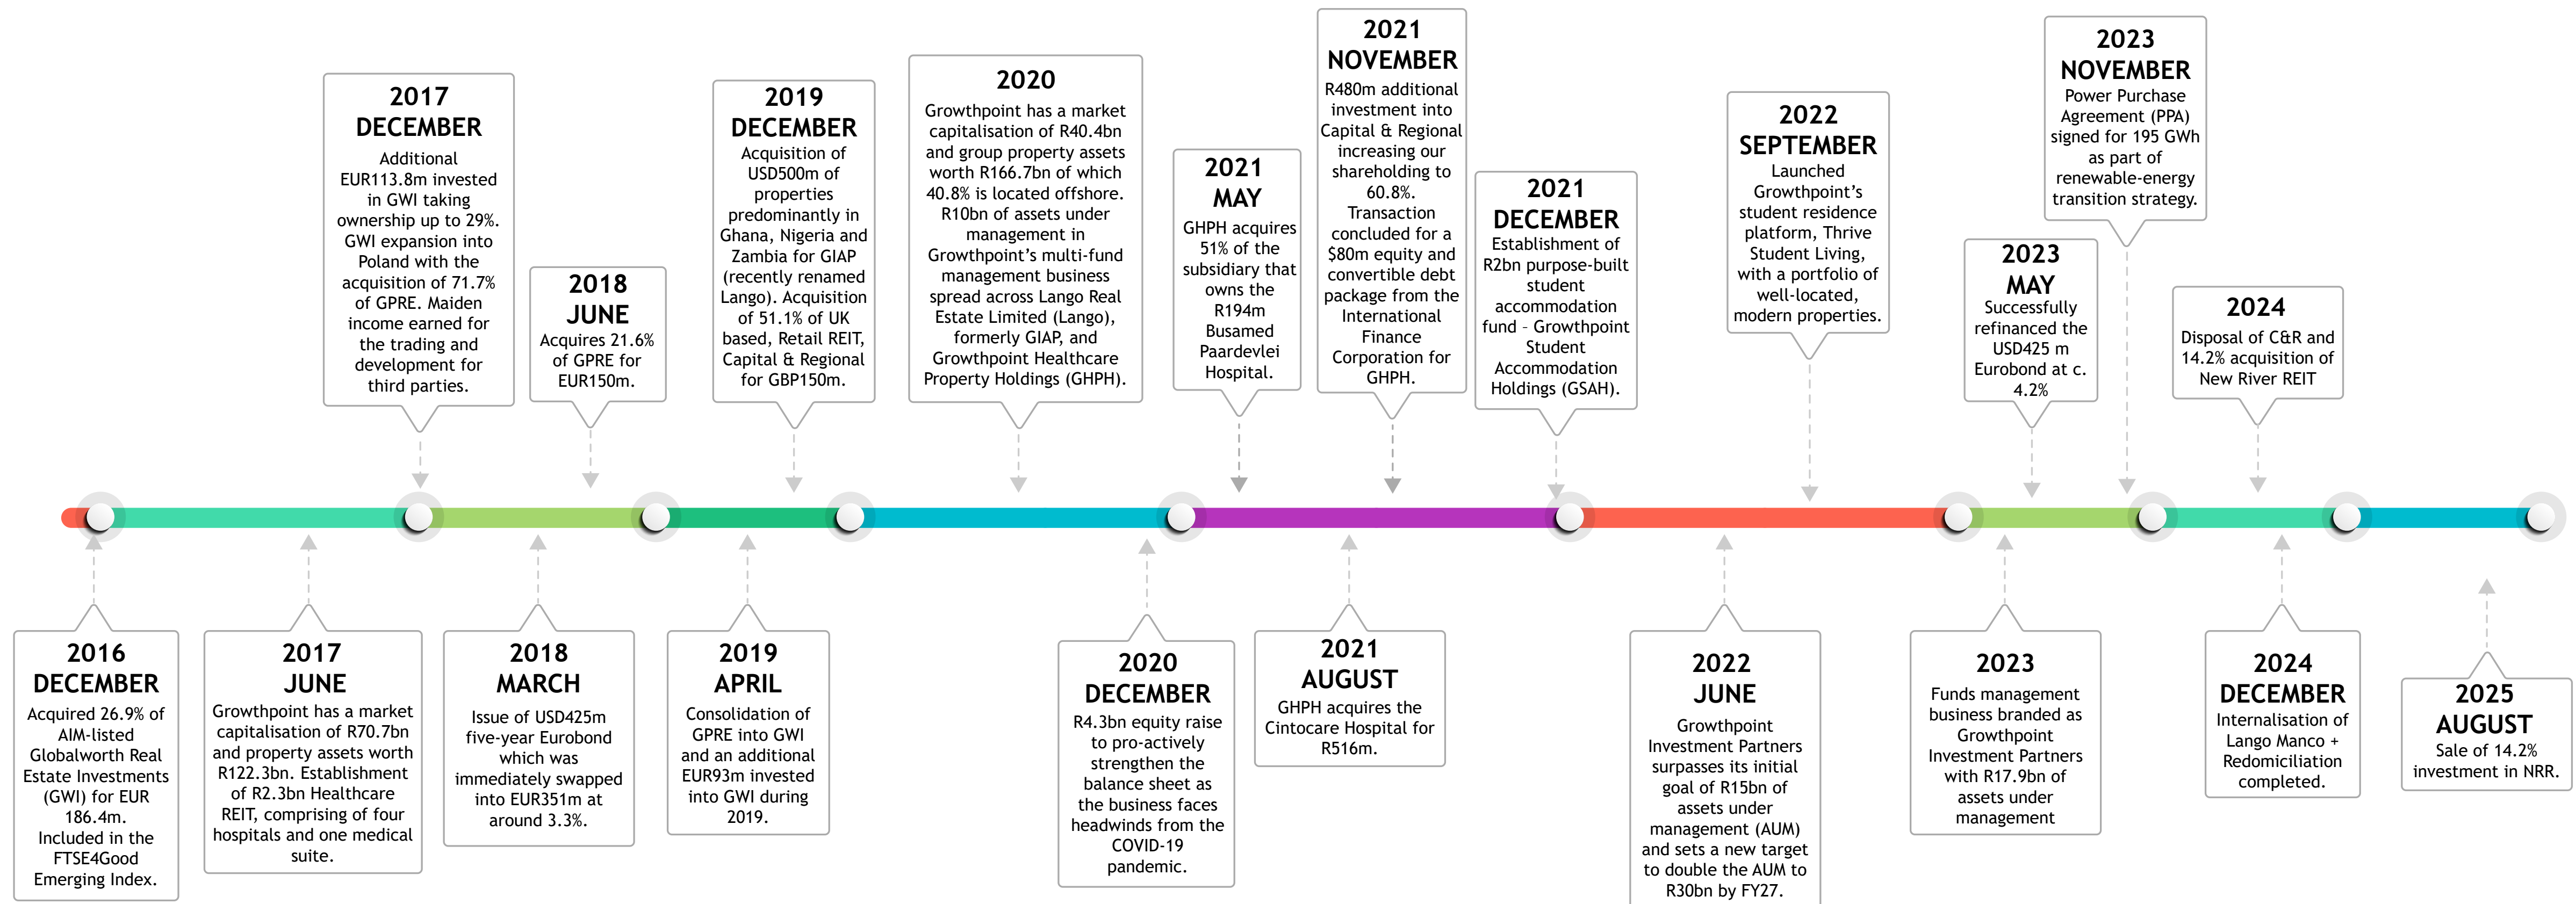 2016
DECEMBER
Acquired 26.9% of
AIM-listed
Globalworth Real
Estate Investments
(GWI) for EUR
186.4m.
Included in the
FTSE4Good
Emerging Index.
2017
JUNE
Growthpoint has a market
capitalisation of R70.7bn
and property assets worth
R122.3bn. Establishment
of R2.3bn Healthcare
REIT, comprising of four
hospitals and one medical
suite.
2017
DECEMBER
Additional
EUR113.8m invested
in GWI taking
ownership up to 29%.
GWI expansion into
Poland with the
acquisition of 71.7%
of GPRE. Maiden
income earned for
the trading and
development for
third parties.
2018
MARCH
Issue of USD425m
five-year Eurobond
which was
immediately swapped
into EUR351m at
around 3.3%.
2018
JUNE
Acquires 21.6%
of GPRE for
EUR150m.
2019
APRIL
Consolidation of
GPRE into GWI
and an additional
EUR93m invested
into GWI during
2019.
2019
DECEMBER
Acquisition of
USD500m of
properties
predominantly in
Ghana, Nigeria and
Zambia for GIAP
(recently renamed
Lango). Acquisition
of 51.1% of UK
based, Retail REIT,
Capital & Regional
for GBP150m.
2020
Growthpoint has a market
capitalisation of R40.4bn
and group property assets
worth R166.7bn of which
40.8% is located offshore.
R10bn of assets under
management in
Growthpoint’s multi-fund
management business
spread across Lango Real
Estate Limited (Lango),
formerly GIAP, and
Growthpoint Healthcare
Property Holdings (GHPH).
2020
DECEMBER
R4.3bn equity raise
to pro-actively
strengthen the
balance sheet as
the business faces
headwinds from the
COVID-19
pandemic.
2021
MAY
GHPH acquires
51% of the
subsidiary that
owns the
R194m
Busamed
Paardevlei
Hospital.
2021
AUGUST
GHPH acquires the
Cintocare Hospital for
R516m.
2021
NOVEMBER
R480m additional
investment into
Capital & Regional
increasing our
shareholding to
60.8%.
Transaction
concluded for a
$80m equity and
convertible debt
package from the
International
Finance
Corporation for
GHPH.
2021
DECEMBER
Establishment of
R2bn purpose-built
student
accommodation
fund – Growthpoint
Student
Accommodation
Holdings (GSAH).
2022
JUNE
Growthpoint
Investment Partners
surpasses its initial
goal of R15bn of
assets under
management (AUM)
and sets a new target
to double the AUM to
R30bn by FY27.
2022
SEPTEMBER
Launched
Growthpoint’s
student residence
platform, Thrive
Student Living,
with a portfolio of
well-located,
modern properties.
2023
Funds management
business branded as
Growthpoint
Investment Partners
with R17.9bn of
assets under
management
2023
MAY
Successfully
refinanced the
USD425 m
Eurobond at c.
4.2%
2023
NOVEMBER
Power Purchase
Agreement (PPA)
signed for 195 GWh
as part of
renewable-energy
transition strategy.
2024
Disposal of C&R and
14.2% acquisition of
New River REIT
2024
DECEMBER
Internalisation of
Lango Manco +
Redomiciliation
completed.
2025
AUGUST
Sale of 14.2%
investment in NRR.